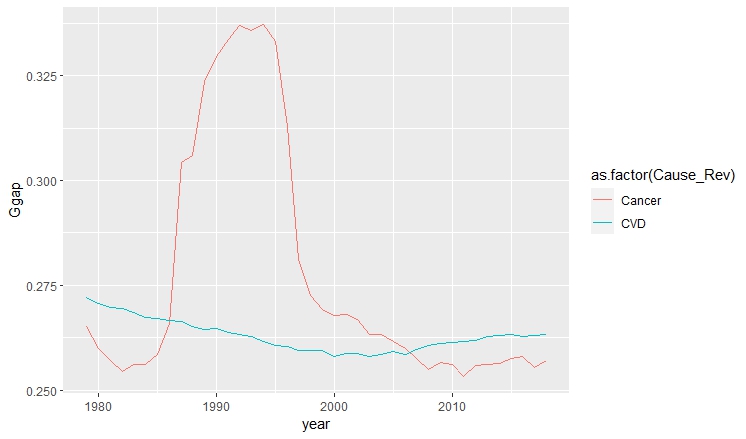 0.325
0.300
0.275
0.250
Ggap
1980 1990 2000 2010
year
as.factor(Cause_Rev)
Cancer
CVD